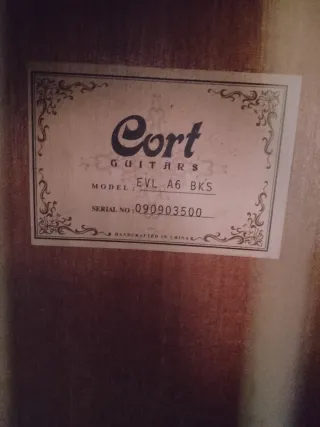 Cort
GUITARS
MODEL: EVL A6 BKS
SERIAL NO: 090903500
HANDCRAFTED IN CHINA